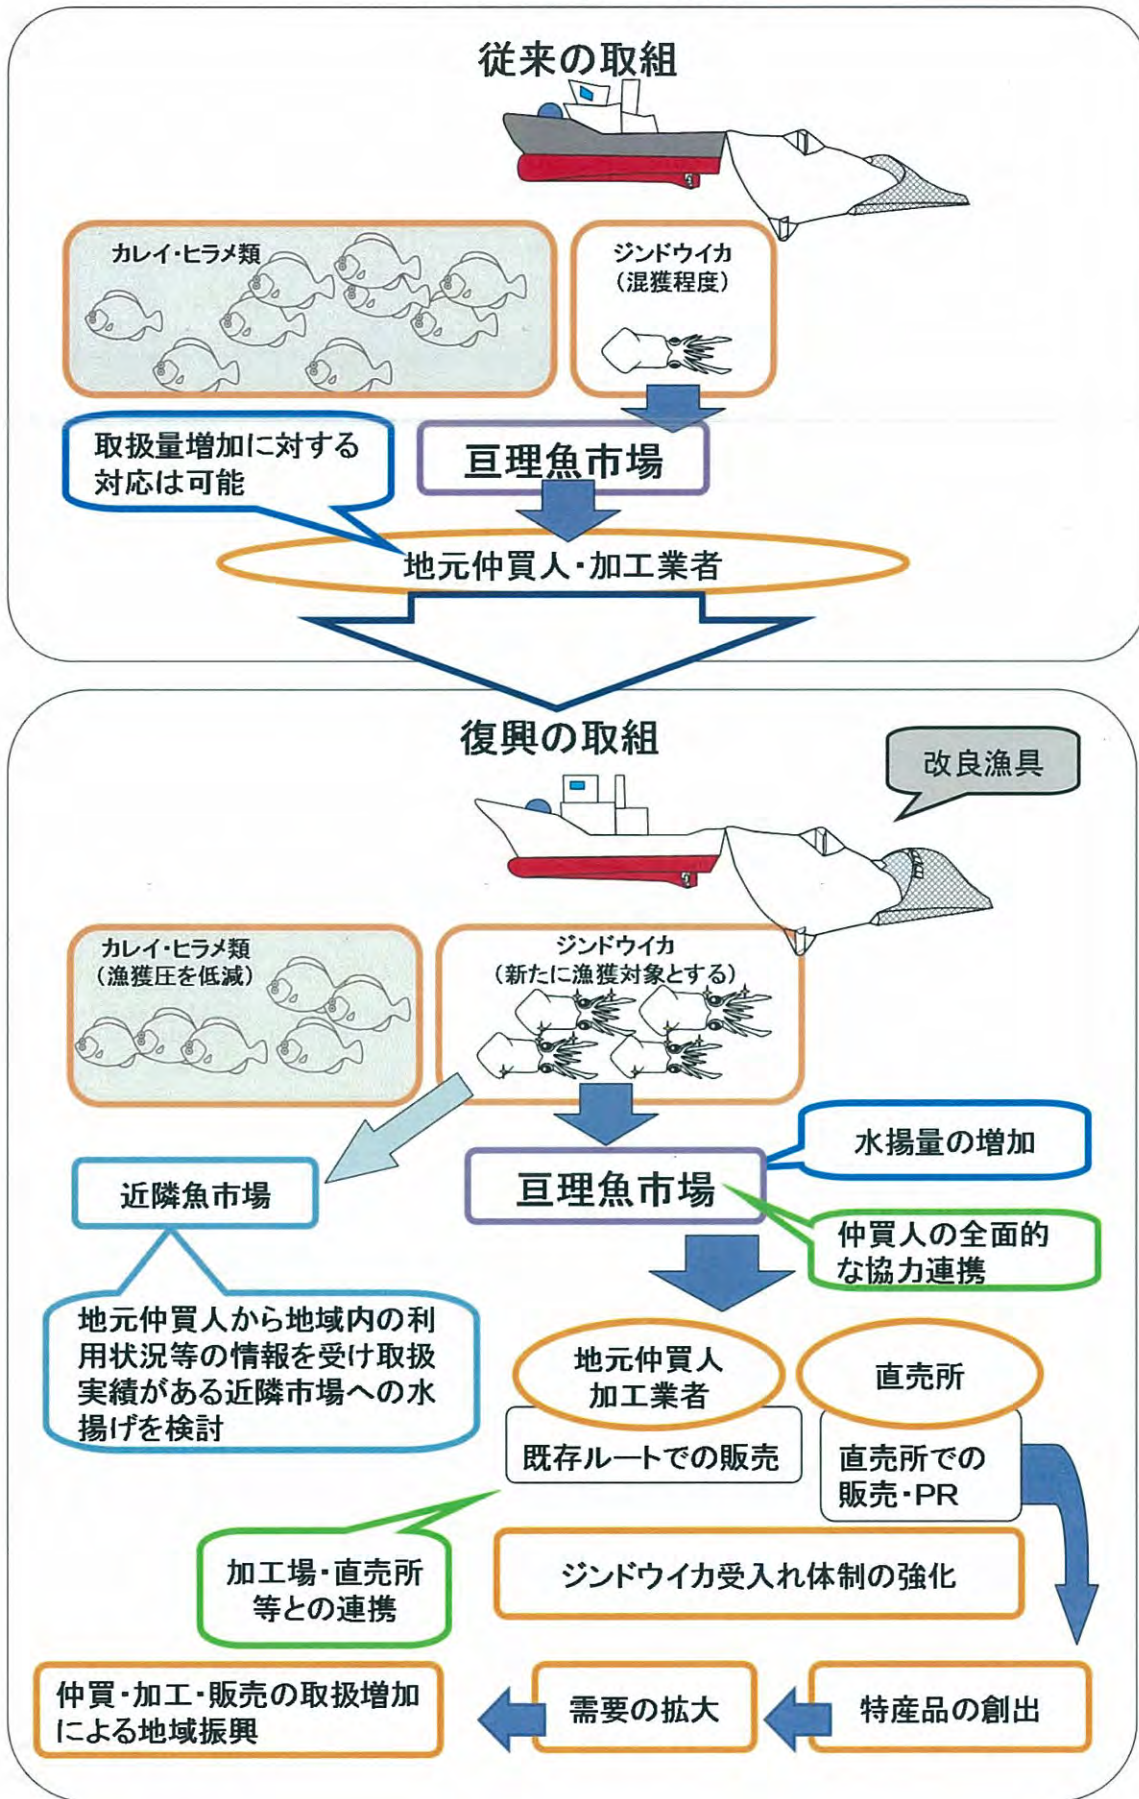 従来の取組
カレイ・ヒラメ類
ジンドウイカ
（混獲程度）
取扱量増加に対する
対応は可能
亘理魚市場
地元仲買人・加工業者
復興の取組
改良漁具
カレイ・ヒラメ類
（漁獲圧を低減）
ジンドウイカ
（新たに漁獲対象とする）
水揚量の増加
近隣魚市場
亘理魚市場
仲買人の全面的
な協力連携
地元仲買人から地域内の利
用状況等の情報を受け取扱
実績がある近隣市場への水
揚げを検討
地元仲買人
加工業者
直売所
既存ルートでの販売
直売所での
販売・PR
加工場・直売所
等との連携
ジンドウイカ受入れ体制の強化
仲買・加工・販売の取扱増加
による地域振興
需要の拡大
特産品の創出